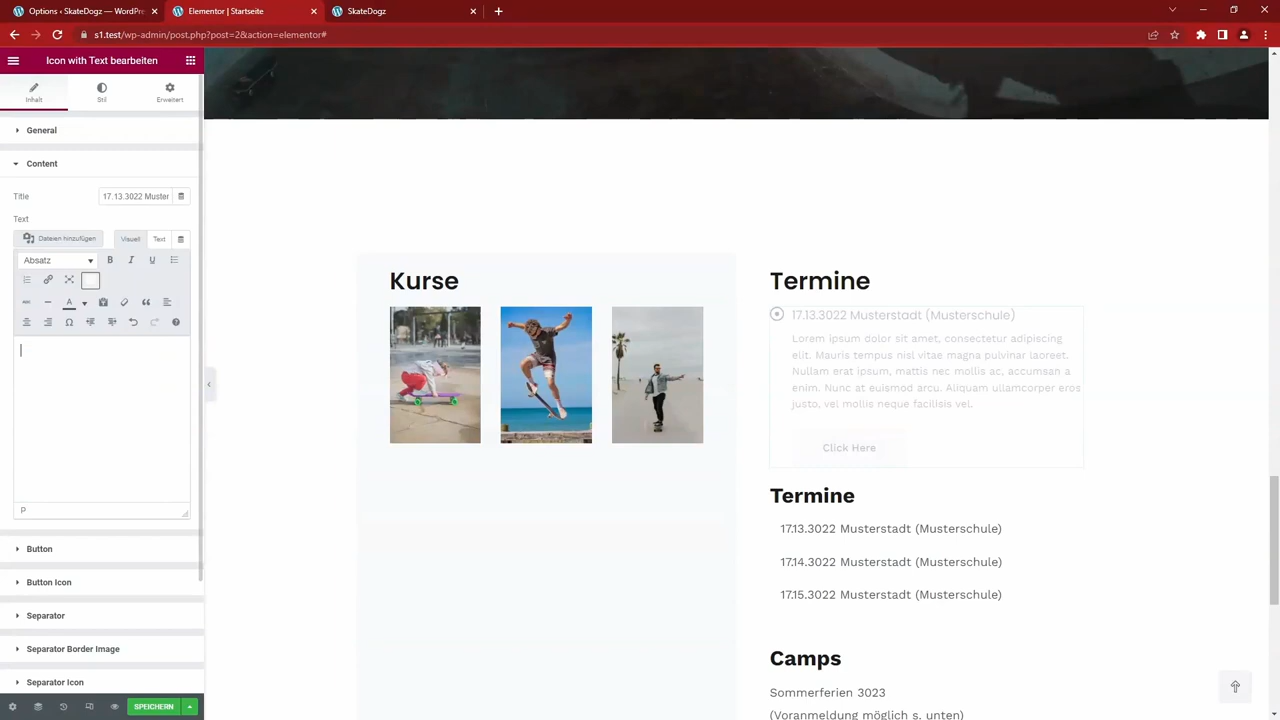 Options ‹ SkateDogz — WordPre
Elementor | Startseite
SkateDogz
s1.test/wp-admin/post.php?post=2&action=elementor#
Icon with Text bearbeiten
Inhalt
Stil
Erweitert
General
Content
Title
17.13.3022 Muster
Text
Dateien hinzufügen
Visuell
Text
Absatz
B I U
ABC
A
P
Button
Button Icon
Separator
Separator Border Image
Separator Icon
SPEICHERN
Kurse
Termine
17.13.3022 Musterstadt (Musterschule)
Lorem ipsum dolor sit amet, consectetur adipiscing
elit. Mauris tempus nisl vitae magna pulvinar laoreet.
Nullam erat ipsum, mattis nec mollis ac, accumsan a
enim. Nunc at euismod arcu. Aliquam ullamcorper eros
justo, vel mollis neque facilisis vel.
Click Here
Termine
17.13.3022 Musterstadt (Musterschule)
17.14.3022 Musterstadt (Musterschule)
17.15.3022 Musterstadt (Musterschule)
Camps
Sommerferien 3023
(Voranmeldung möglich s. unten)